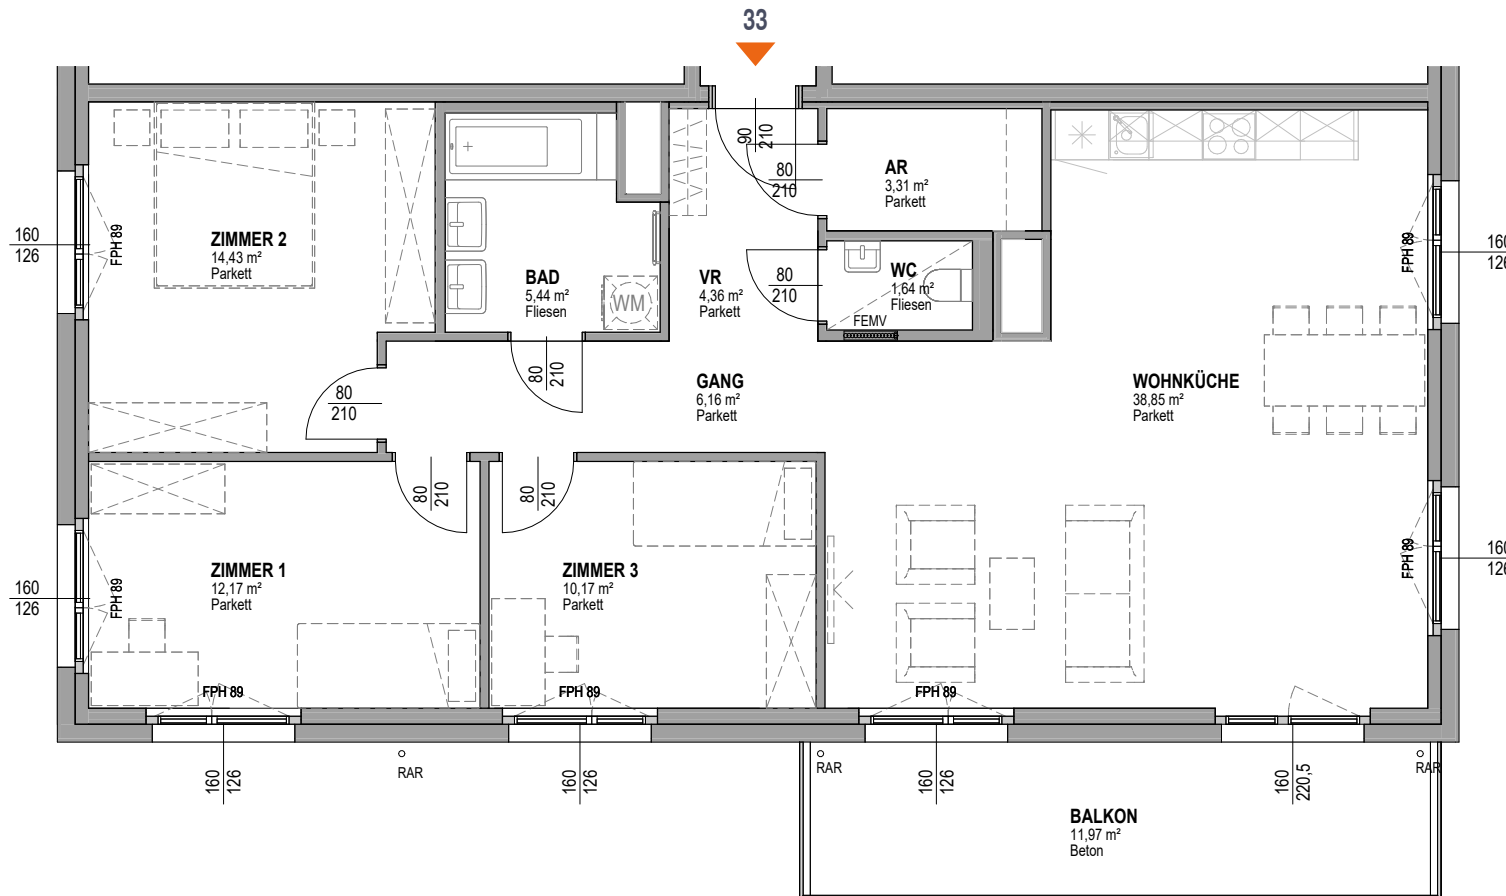 33
90
210
80
210
AR
3,31 m²
Parkett
ZIMMER 2
14,43 m²
Parkett
FPH 89
160
126
BAD
5,44 m²
Fliesen
WM
VR
4,36 m²
Parkett
80
210
WC
1,64 m²
Fliesen
FEMV
FPH 89
160
126
80
210
80
210
GANG
6,16 m²
Parkett
WOHNKÜCHE
38,85 m²
Parkett
80
210
80
210
ZIMMER 1
12,17 m²
Parkett
FPH 89
160
126
ZIMMER 3
10,17 m²
Parkett
FPH 89
160
126
FPH 89
FPH 89
FPH 89
160
126
RAR
160
126
RAR
160
126
160
220,5
RAR
BALKON
11,97 m²
Beton